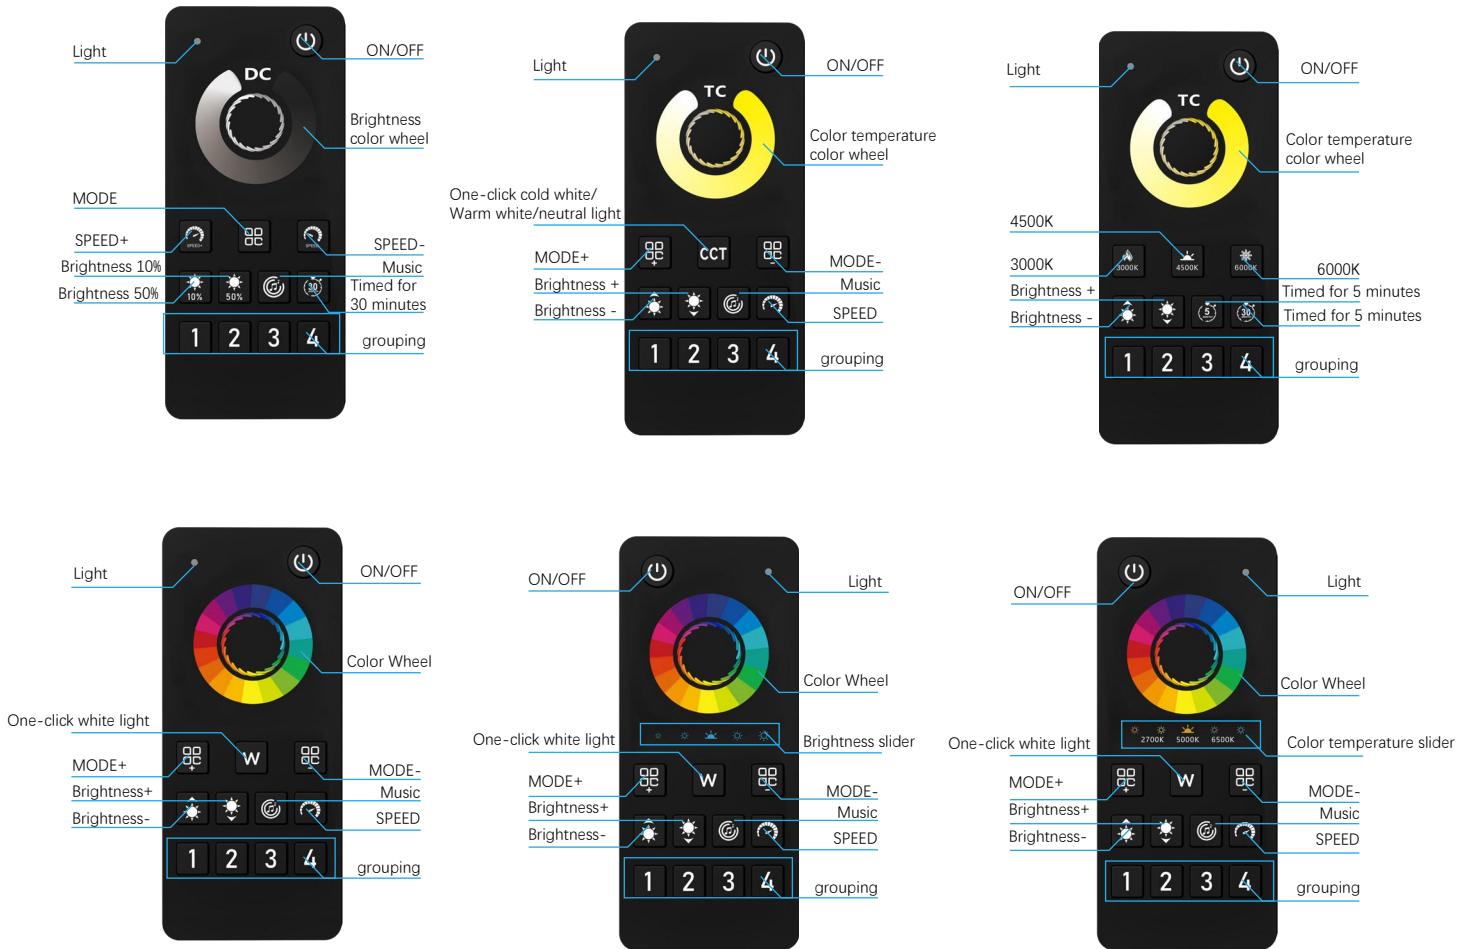 Light
ON/OFF
DC
Brightness
color wheel
MODE
SPEED+
SPEED-
SPEED+
SPEED-
Brightness 10%
Music
Brightness 50%
Timed for
30 minutes
10%
50%
30
1 2 3 4
grouping
Light
ON/OFF
TC
Color temperature
color wheel
One-click cold white/
Warm white/neutral light
CCT
MODE+
MODE-
Brightness +
Music
Brightness -
SPEED
1 2 3 4
grouping
Light
ON/OFF
TC
Color temperature
color wheel
4500K
3000K 4500K 6000K
3000K
6000K
Brightness +
Timed for 5 minutes
Brightness -
Timed for 5 minutes
5 30
1 2 3 4
grouping
Light
ON/OFF
Color Wheel
One-click white light
W
MODE+
MODE-
Brightness+
Music
Brightness-
SPEED
1 2 3 4
grouping
ON/OFF
Light
Color Wheel
Brightness slider
One-click white light
W
MODE+
MODE-
Brightness+
Music
Brightness-
SPEED
1 2 3 4
grouping
ON/OFF
Light
Color Wheel
2700K 5000K 6500K
Color temperature slider
One-click white light
W
MODE+
MODE-
Brightness+
Music
Brightness-
SPEED
1 2 3 4
grouping